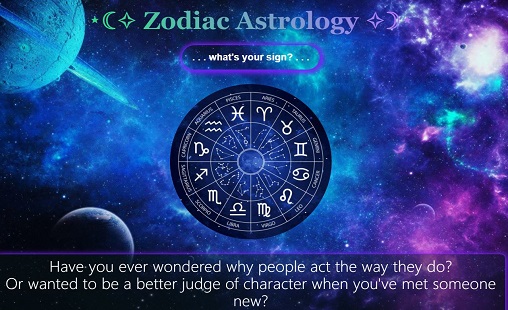 ⋆☾✧ Zodiac Astrology ✧☽
. . . what's your sign? . . .
PISCES
ARIES
TAURUS
GEMINI
CANCER
LEO
VIRGO
LIBRA
SCORPIO
SAGITTARIUS
CAPRICORN
AQUARIUS
Have you ever wondered why people act the way they do?
Or wanted to be a better judge of character when you've met someone
new?